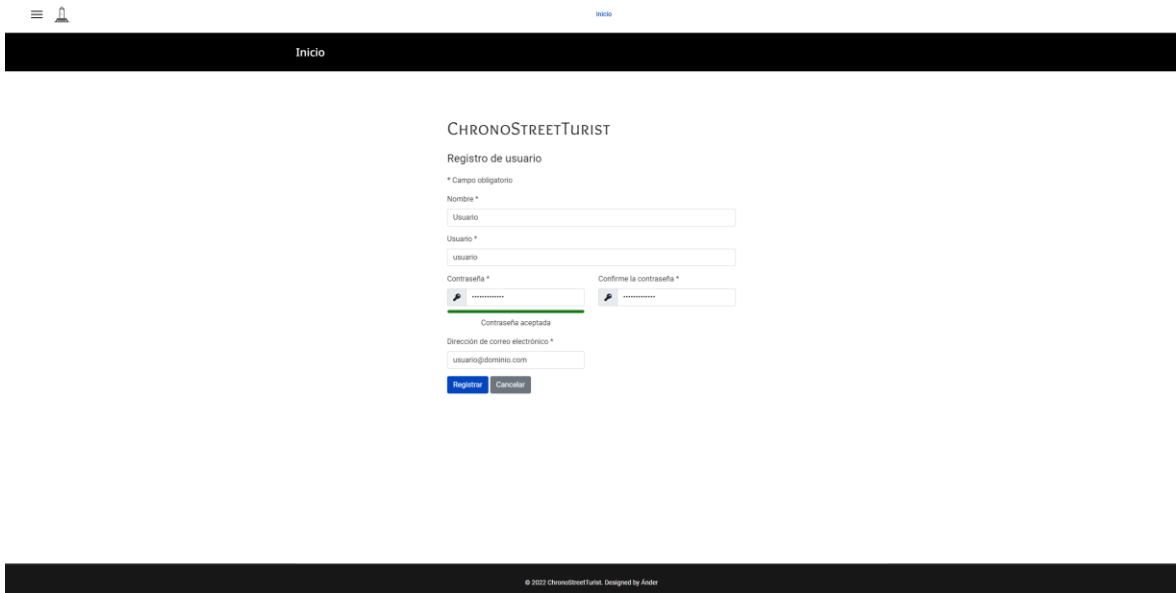 Inicio
Inicio
ChronoStreetTurist
Registro de usuario
* Campo obligatorio
Nombre *
Usuario
Usuario *
usuario
Contraseña * Confirme la contraseña *
Contraseña aceptada
Dirección de correo electrónico *
usuario@dominio.com
Registrar Cancelar
© 2022 ChronoStreetTurist. Designed by Ánder